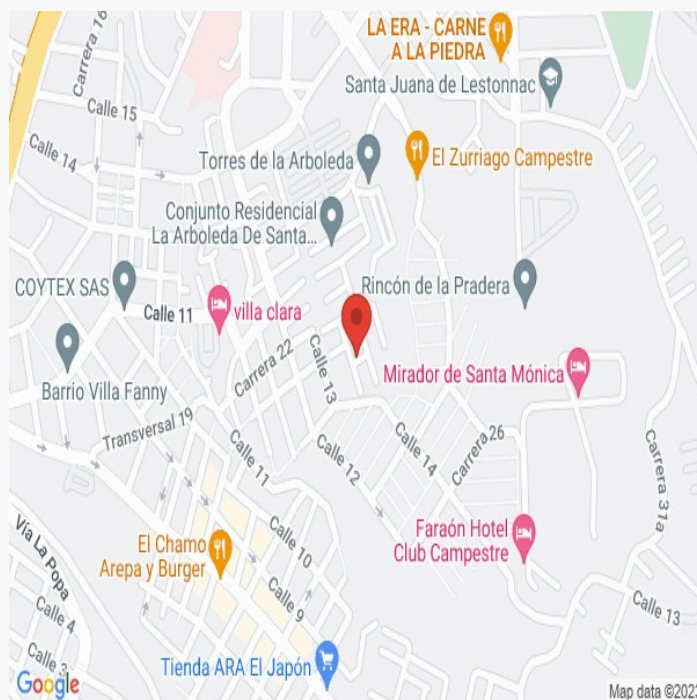 LA ERA - CARNE
A LA PIEDRA
Carrera 16
Santa Juana de Lestonnac
Calle 15
Calle 14
Torres de la Arboleda
El Zurriago Campestre
Conjunto Residencial
La Arboleda De Santa...
COYTEX SAS
Calle 11
villa clara
Rincón de la Pradera
Barrio Villa Fanny
Carrera 22
Calle 13
Mirador de Santa Mónica
Transversal 19
Calle 11
Calle 12
Calle 14
Carrera 26
Carrera 31a
Vía La Popa
El Chamo
Arepa y Burger
Calle 10
Calle 9
Faraón Hotel
Club Campestre
Calle 4
Calle 13
Calle 3
Tienda ARA El Japón
Google
Map data ©202